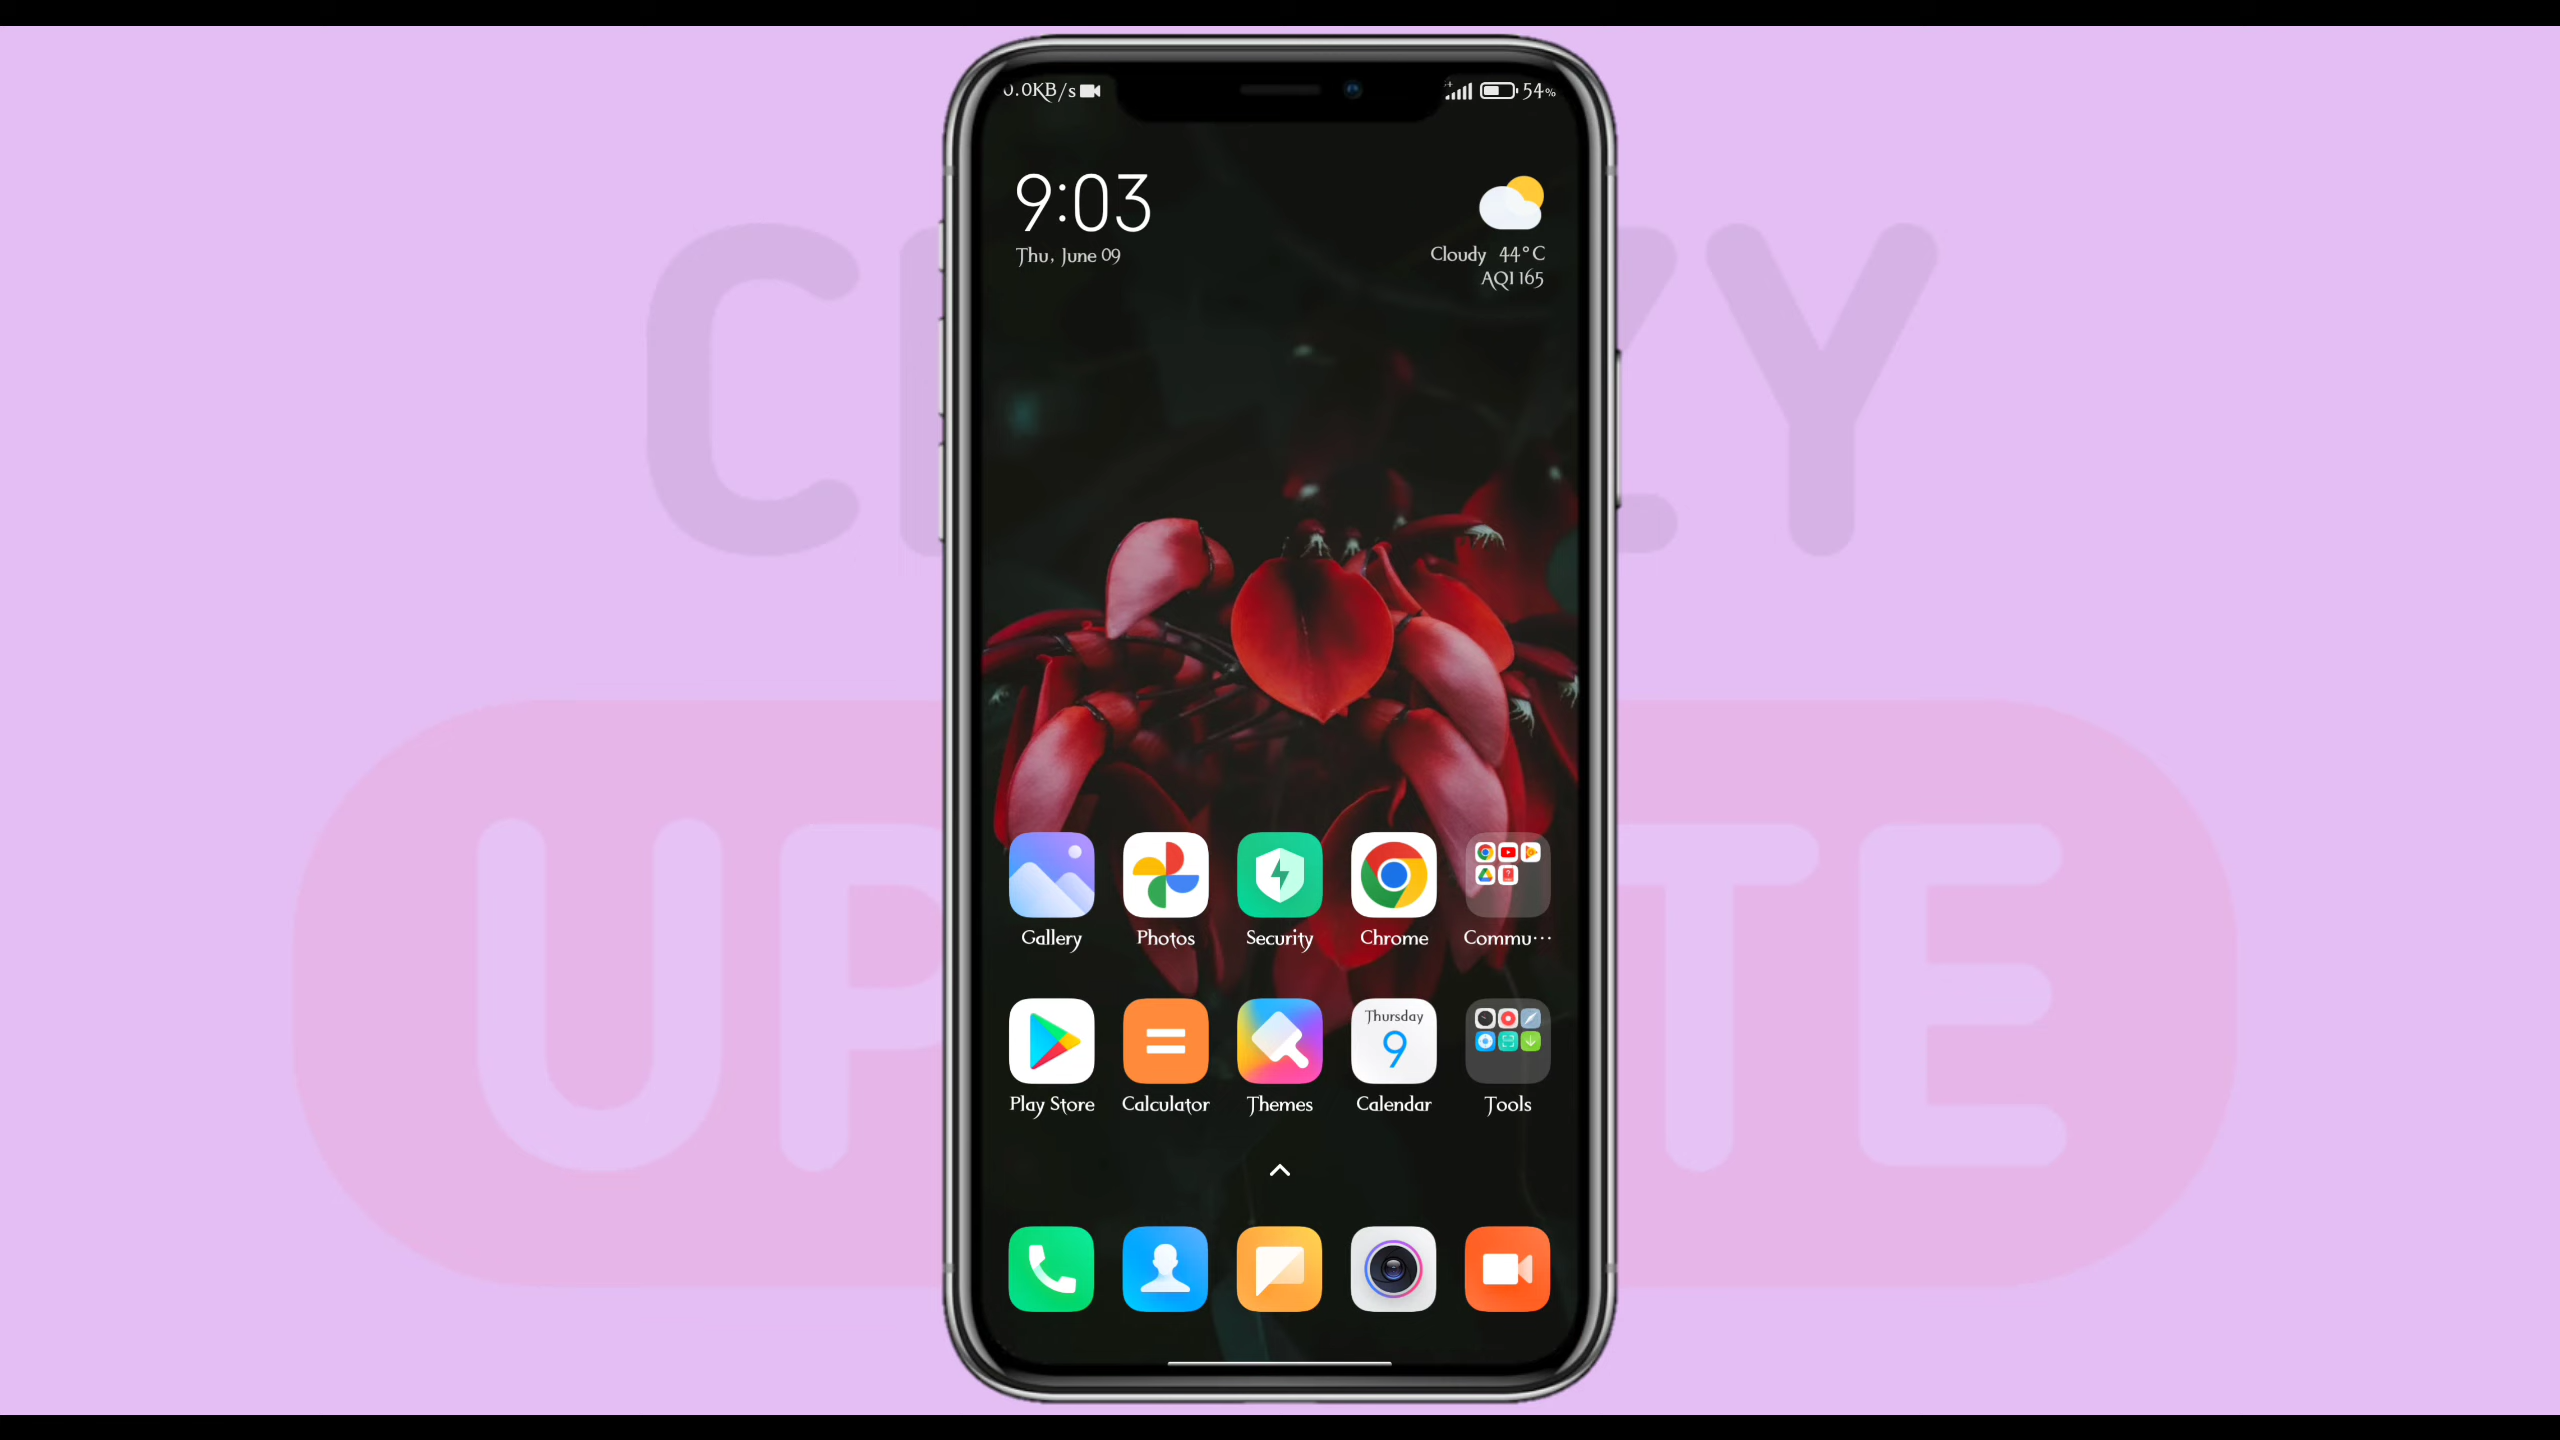 0.0KB/s
54%
9:03
Thu, June 09
Cloudy 44°C
AQI 165
Gallery
Photos
Security
Chrome
Commu...
Thursday
9
Play Store
Calculator
Themes
Calendar
Tools